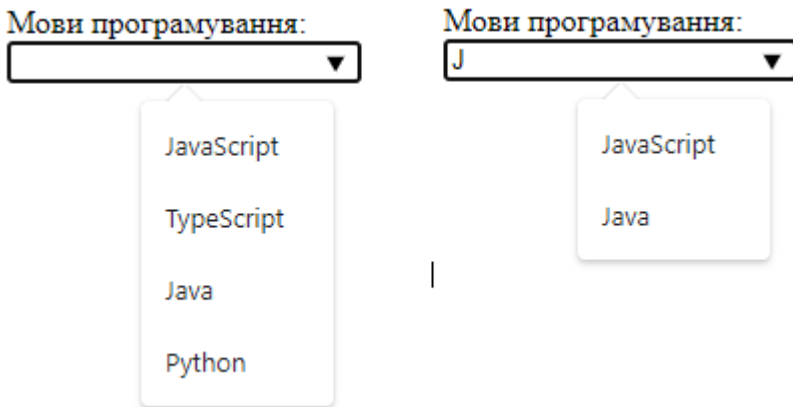 Мови програмування:
JavaScript
TypeScript
Java
Python
Мови програмування:
J
JavaScript
Java